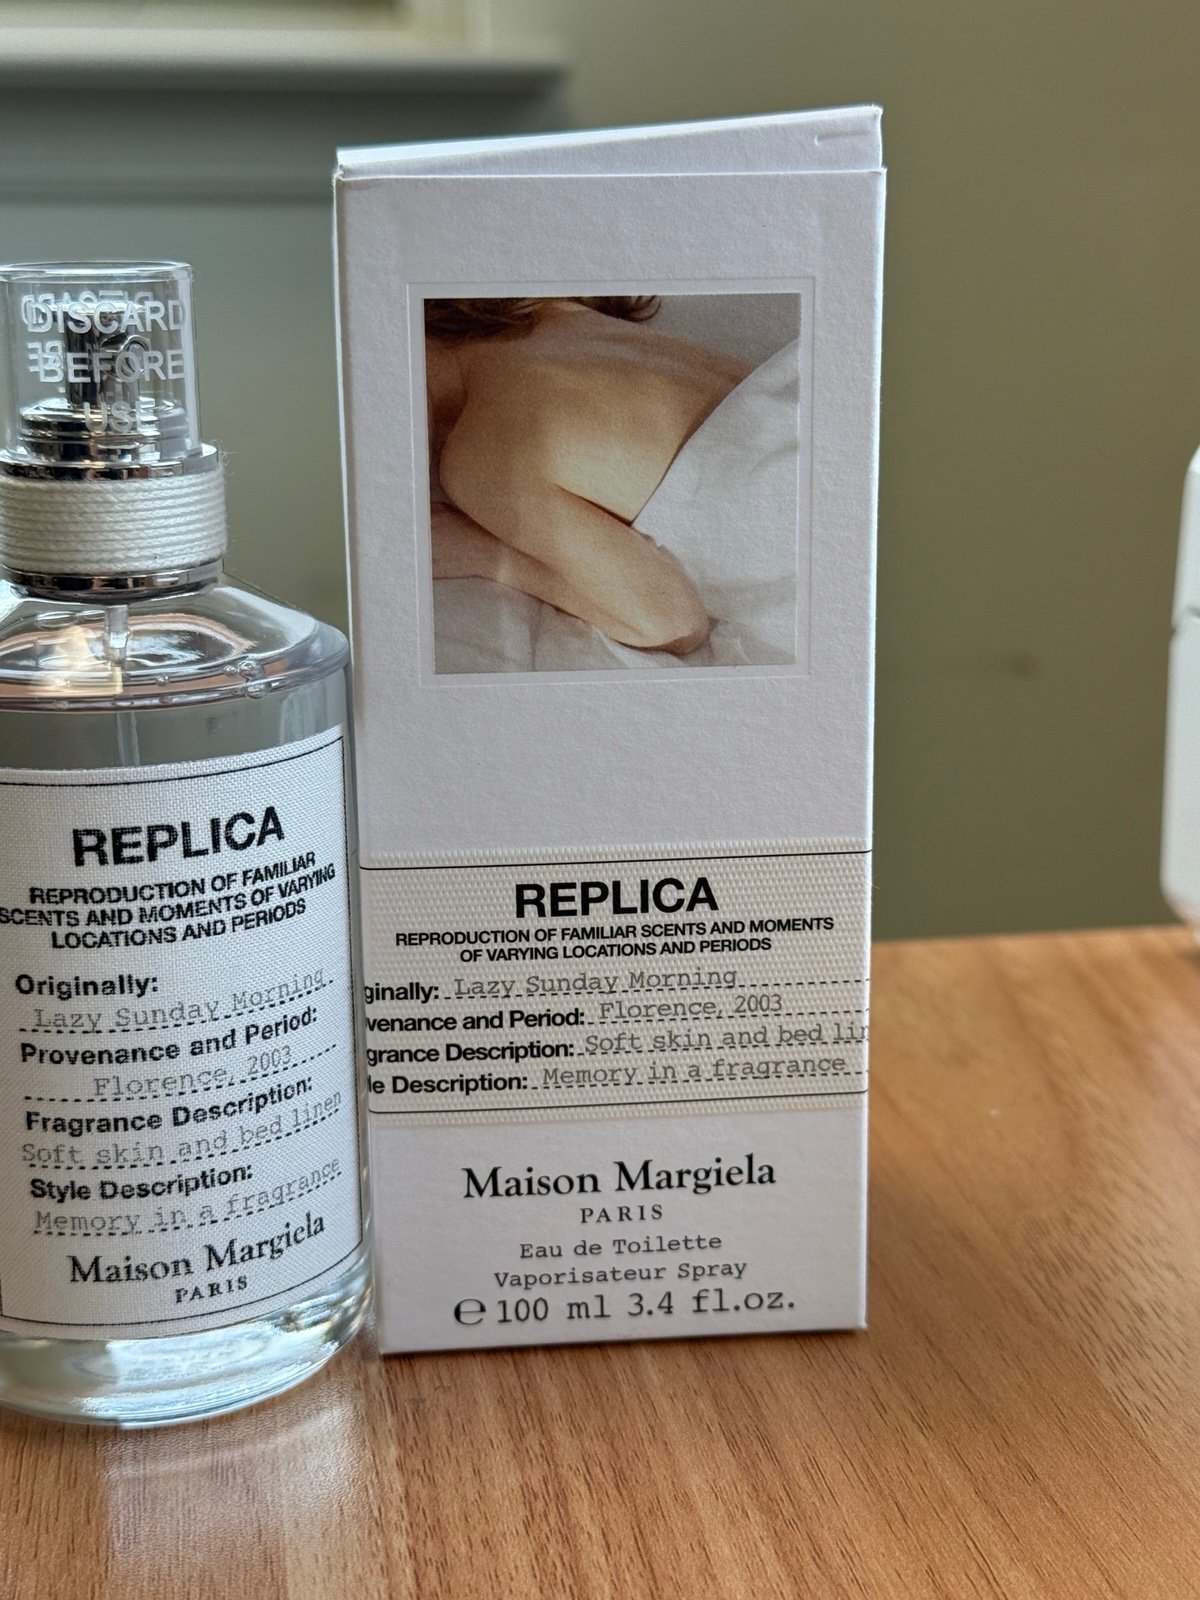 DISCARD
BEFORE
USE
REPLICA
REPRODUCTION OF FAMILIAR
SCENTS AND MOMENTS OF VARYING
LOCATIONS AND PERIODS
Originally:
Lazy Sunday Morning
Provenance and Period:
Florence, 2003
Fragrance Description:
Soft skin and bed linen
Style Description:
Memory in a fragrance
Maison Margiela
PARIS
REPLICA
REPRODUCTION OF FAMILIAR SCENTS AND MOMENTS
OF VARYING LOCATIONS AND PERIODS
ginally: Lazy Sunday Morning
venance and Period: Florence, 2003
grance Description: Soft skin and bed lin
le Description: Memory in a fragrance
Maison Margiela
PARIS
Eau de Toilette
Vaporisateur Spray
℮ 100 ml 3.4 fl.oz.